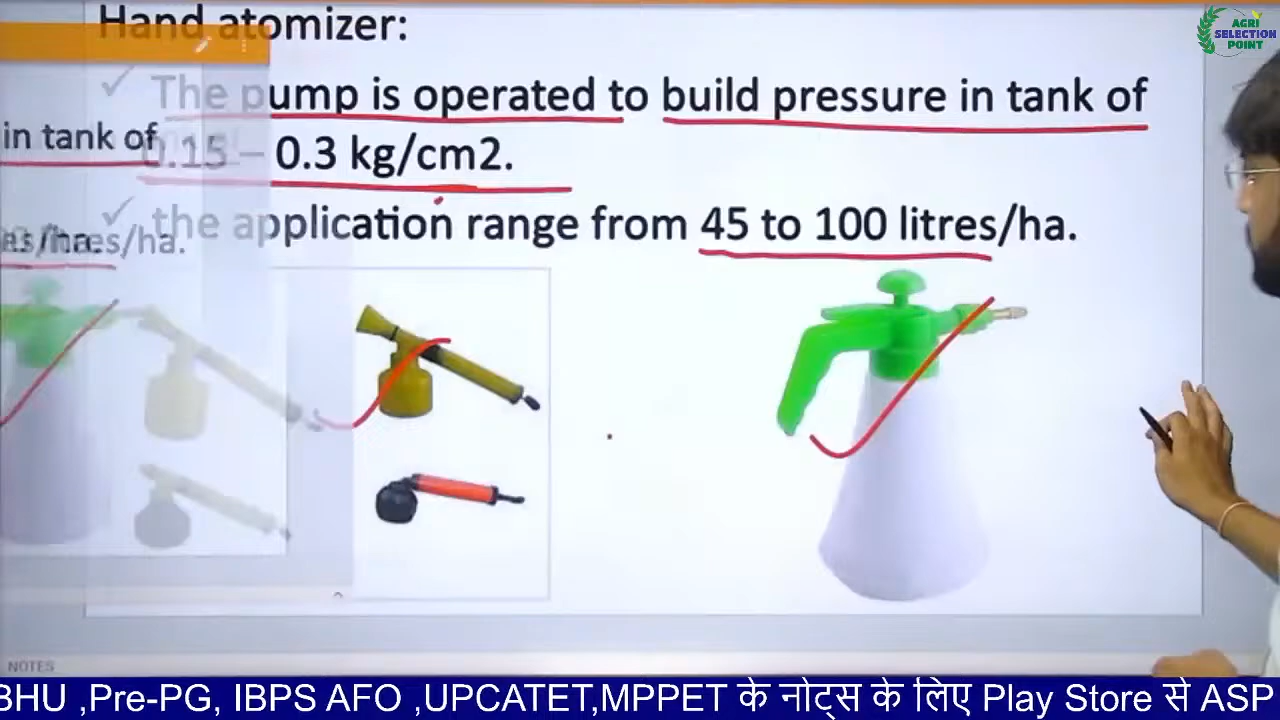 Hand atomizer:
✓ The pump is operated to build pressure in tank of
0.15 – 0.3 kg/cm2.
✓ the application range from 45 to 100 litres/ha.
in tank of
es/ha.
AGRI
SELECTION
POINT
NOTES
BHU ,Pre-PG, IBPS AFO ,UPCATET,MPPET के नोट्स के लिए Play Store से ASP